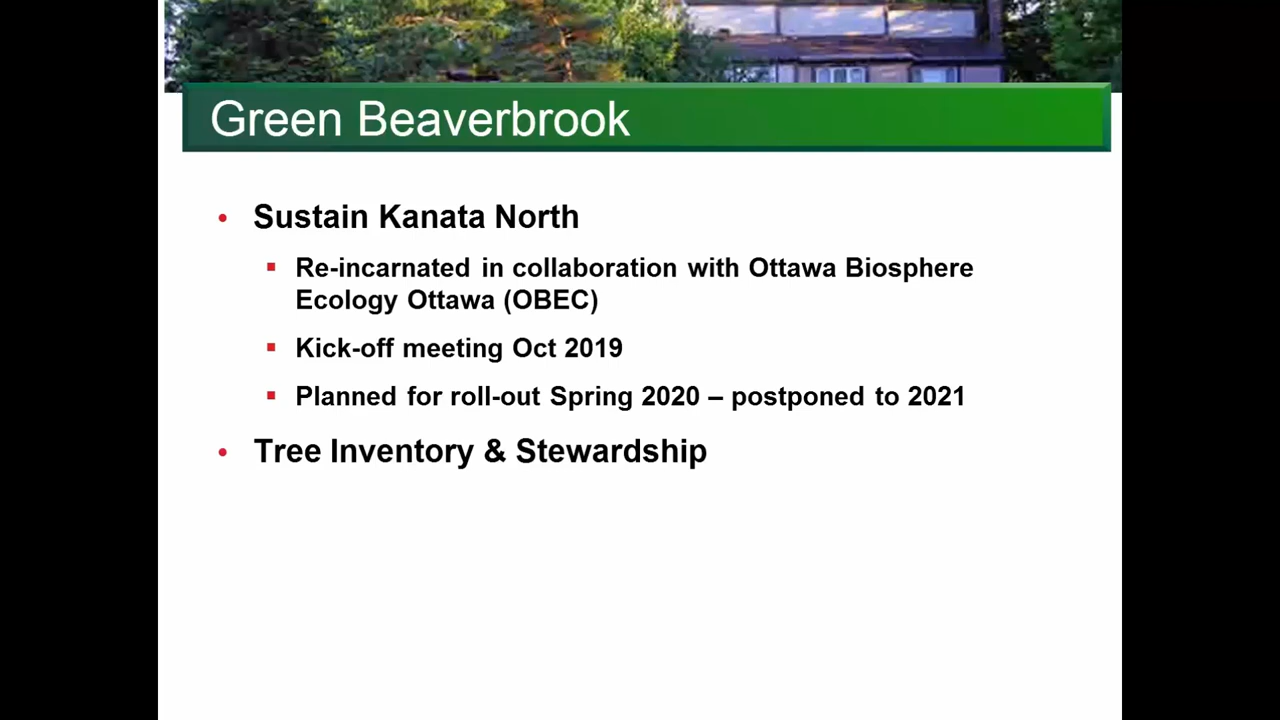 Green Beaverbrook
• Sustain Kanata North
▪ Re-incarnated in collaboration with Ottawa Biosphere
Ecology Ottawa (OBEC)
▪ Kick-off meeting Oct 2019
▪ Planned for roll-out Spring 2020 – postponed to 2021
• Tree Inventory & Stewardship